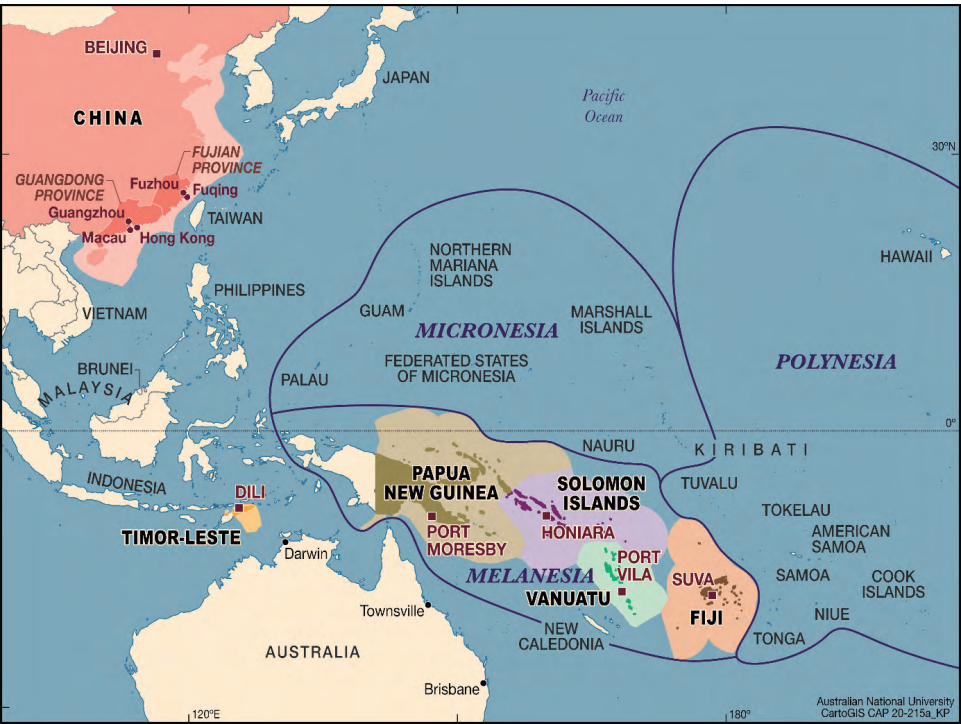 BEIJING
JAPAN
Pacific
Ocean
CHINA
30°N
FUJIAN
PROVINCE
GUANGDONG
PROVINCE
Fuzhou
Fuqing
Guangzhou
TAIWAN
Macau
Hong Kong
HAWAII
NORTHERN
MARIANA
ISLANDS
PHILIPPINES
VIETNAM
GUAM
MARSHALL
ISLANDS
MICRONESIA
POLYNESIA
FEDERATED STATES
OF MICRONESIA
BRUNEI
MALAYSIA
PALAU
0°
NAURU
KIRIBATI
PAPUA
NEW GUINEA
SOLOMON
ISLANDS
TUVALU
INDONESIA
DILI
TOKELAU
TIMOR-LESTE
PORT
MORESBY
HONIARA
AMERICAN
SAMOA
Darwin
MELANESIA
PORT
VILA
SUVA
SAMOA
COOK
ISLANDS
VANUATU
Townsville
FIJI
NIUE
NEW
CALEDONIA
TONGA
AUSTRALIA
Brisbane
120°E
180°
Australian National University
CartoGIS CAP 20-215a_KP